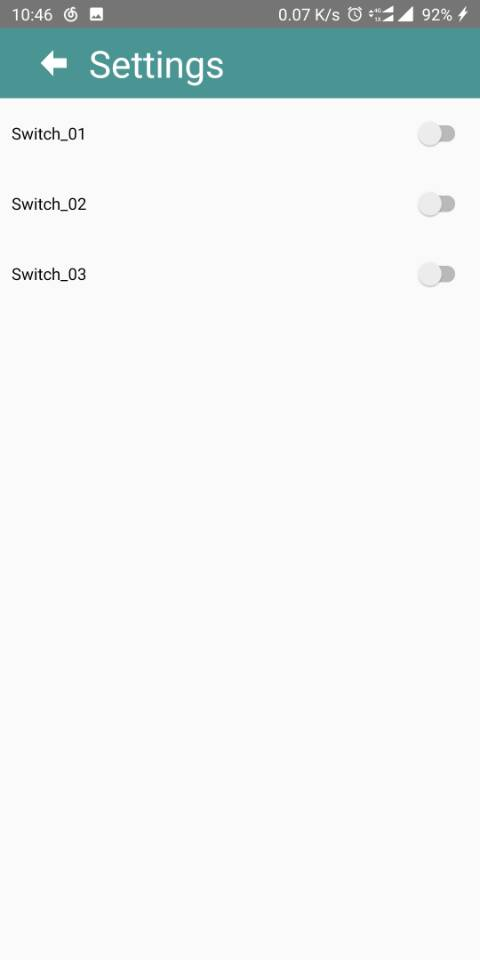 10:46 0.07 K/s 92%
Settings
Switch_01
Switch_02
Switch_03